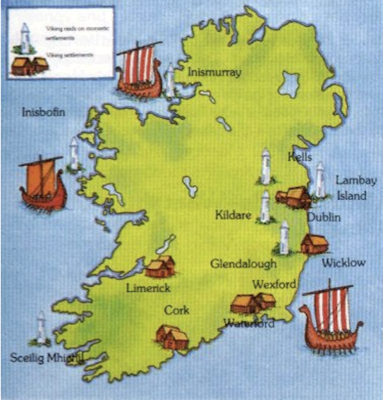 Viking raids on monastic
settlements
Viking settlements
Inismurray
Inisbofin
Kells
Lambay
Island
Kildare
Dublin
Glendalough
Wicklow
Wexford
Limerick
Cork
Waterford
Sceilig Mhichíl